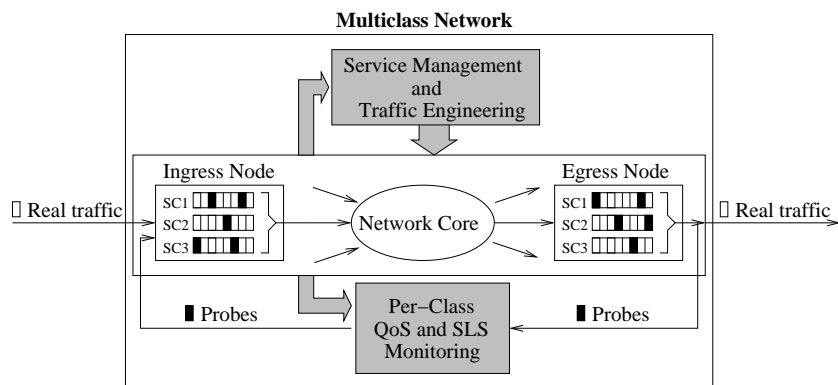 Multiclass Network
Service Management
and
Traffic Engineering
Ingress Node
Egress Node
SC1
SC2
SC3
SC1
SC2
SC3
Real traffic
Network Core
Real traffic
Probes
Per–Class
QoS and SLS
Monitoring
Probes